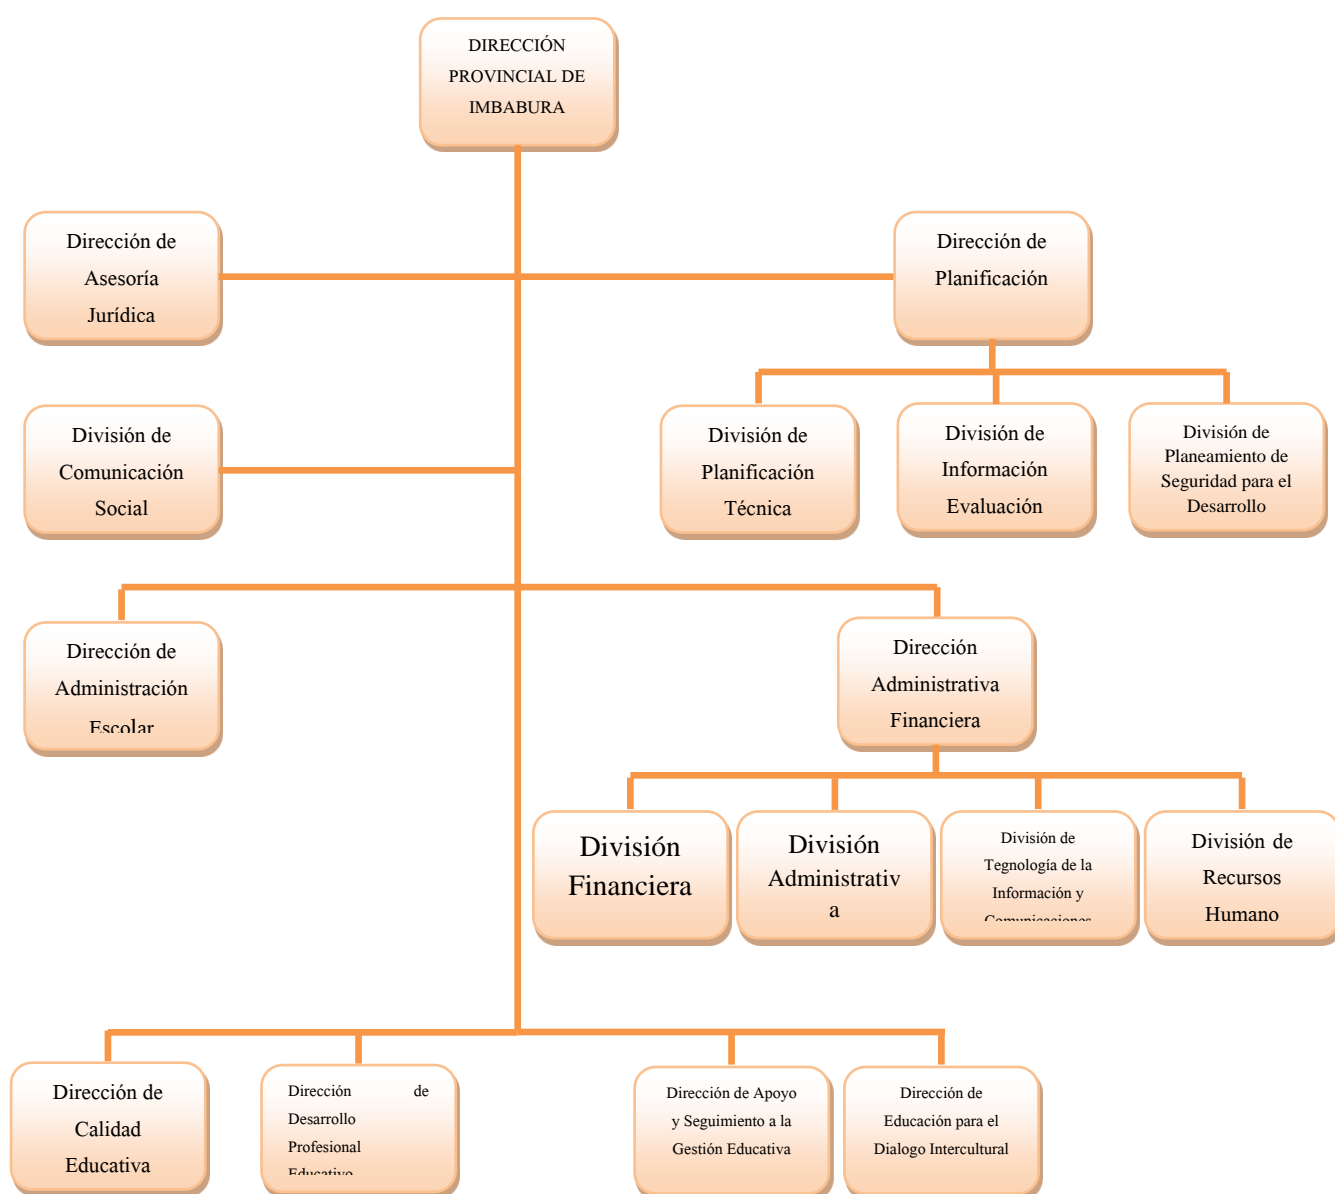 DIRECCIÓN
PROVINCIAL DE
IMBABURA
Dirección de
Asesoría
Jurídica
Dirección de
Planificación
División de
Comunicación
Social
División de
Planificación
Técnica
División de
Información
Evaluación
División de
Planeamiento de
Seguridad para el
Desarrollo
Dirección de
Administración
Escolar
Dirección
Administrativa
Financiera
División
Financiera
División
Administrativ
a
División de
Tegnología de la
Información y
Comunicaciones
División de
Recursos
Humano
Dirección de
Calidad
Educativa
Dirección de
Desarrollo
Profesional
Educativo
Dirección de Apoyo
y Seguimiento a la
Gestión Educativa
Dirección de
Educación para el
Dialogo Intercultural